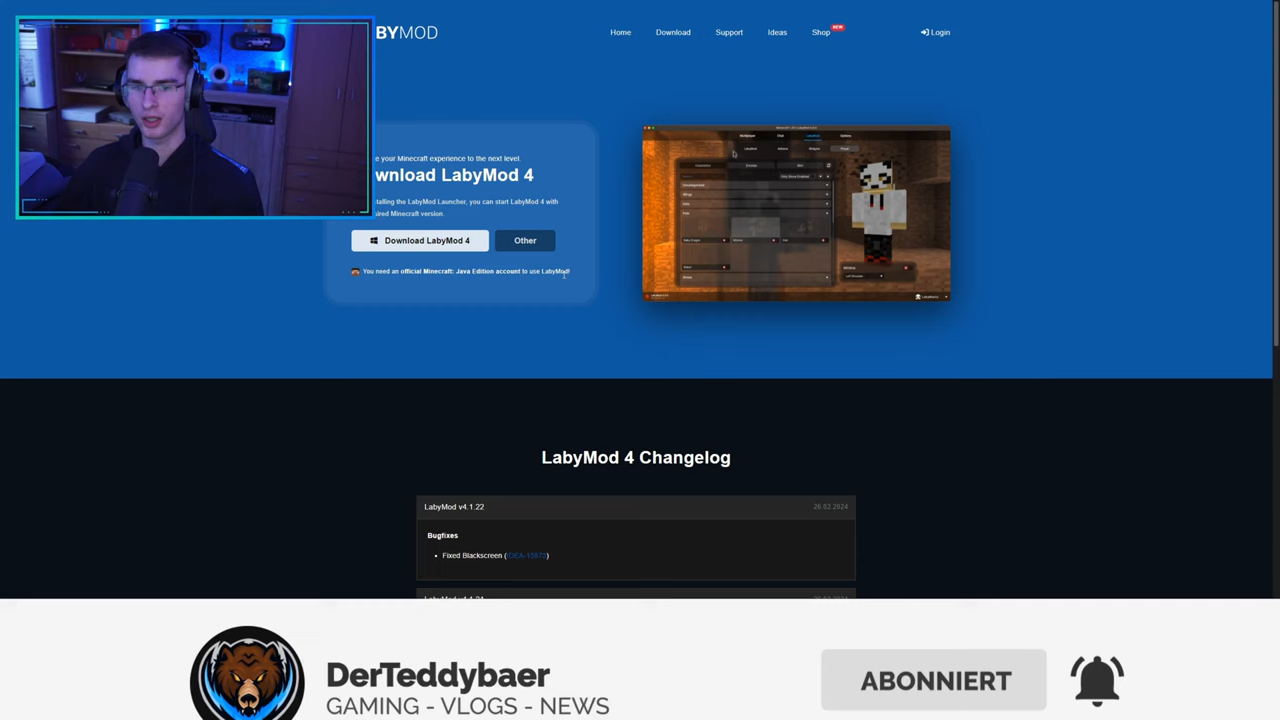 BYMOD
Home
Download
Support
Ideas
Shop
NEW
Login
e your Minecraft experience to the next level.
wnload LabyMod 4
stalling the LabyMod Launcher, you can start LabyMod 4 with
ired Minecraft version.
Download LabyMod 4
Other
You need an official Minecraft: Java Edition account to use LabyMod!
LabyMod 4 Changelog
LabyMod v4.1.22
26.02.2024
Bugfixes
• Fixed Blackscreen (IDEA-15873)
DerTeddybaer
GAMING - VLOGS - NEWS
ABONNIERT